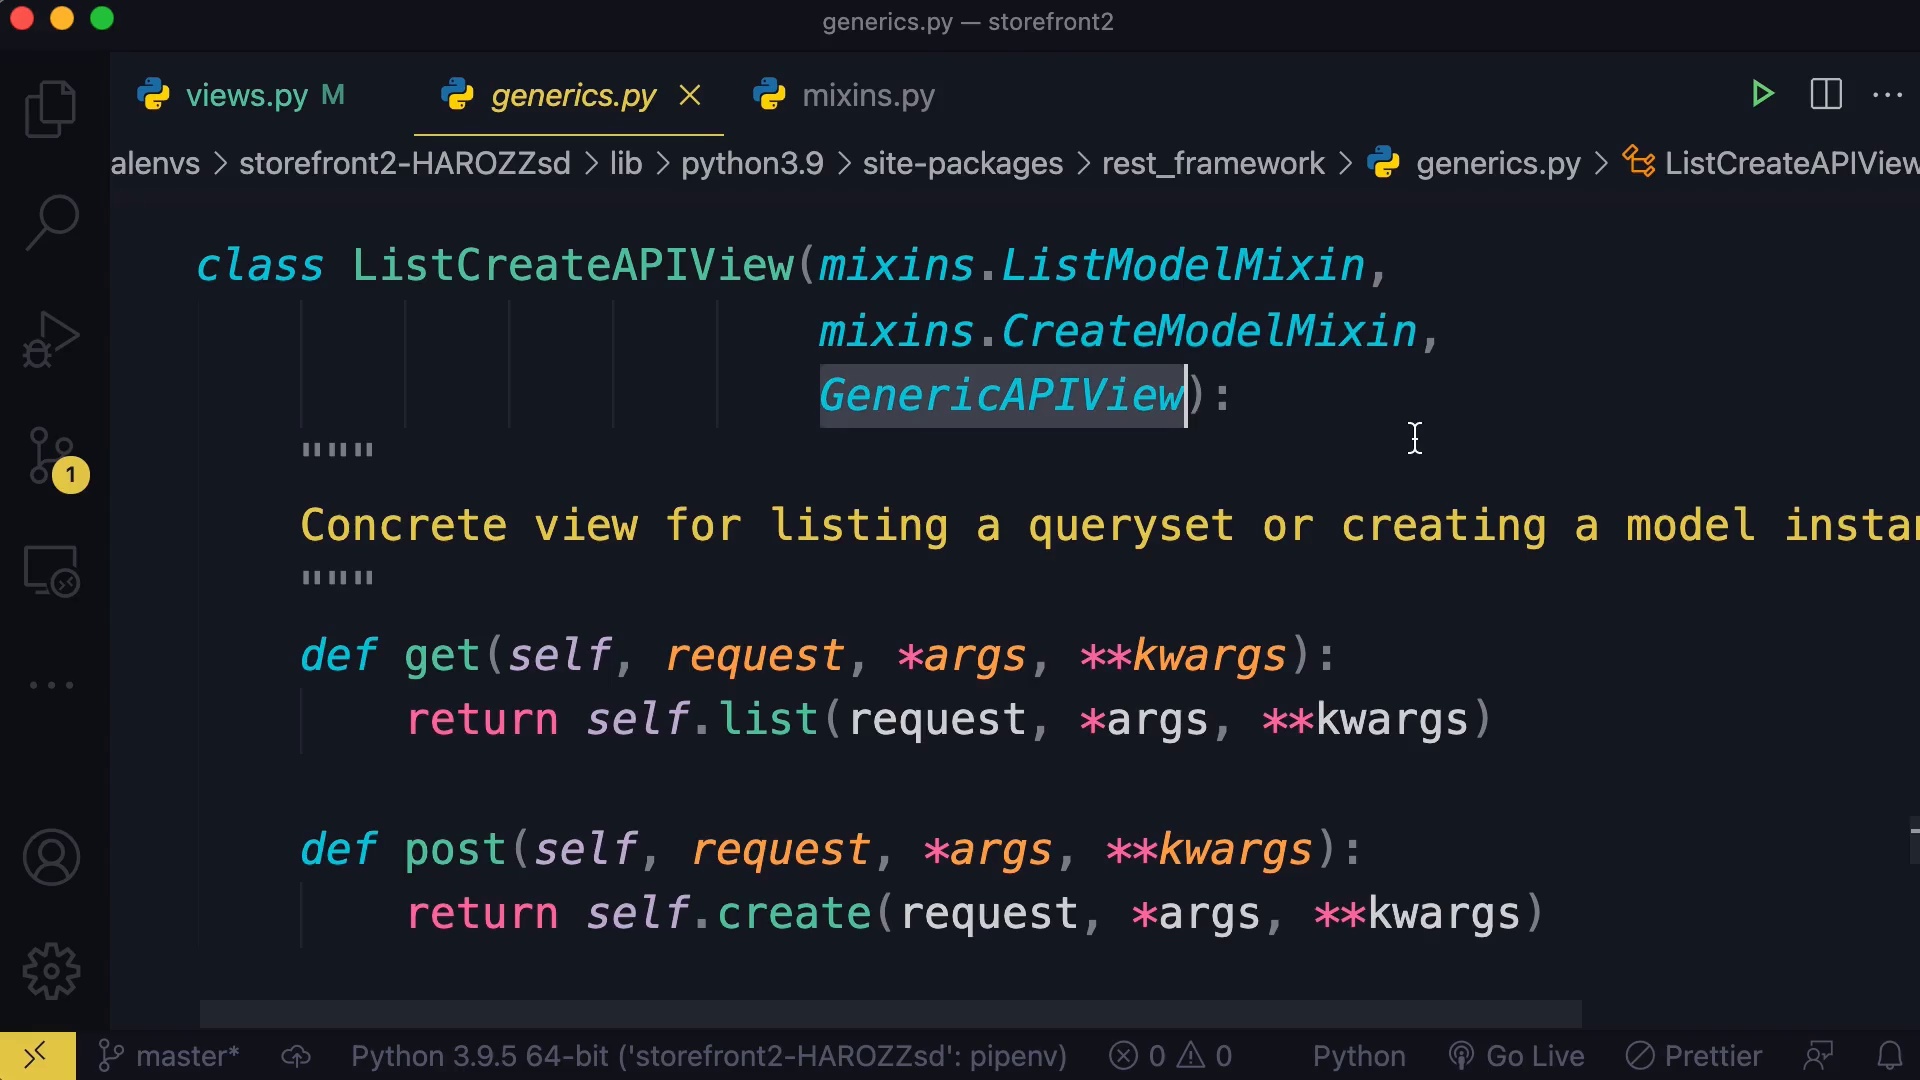 generics.py — storefront2
views.py M
generics.py
mixins.py
alenvs > storefront2-HAROZZsd > lib > python3.9 > site-packages > rest_framework > generics.py > ListCreateAPIView
class ListCreateAPIView(mixins.ListModelMixin,
mixins.CreateModelMixin,
GenericAPIView):
"""
Concrete view for listing a queryset or creating a model instan
"""
def get(self, request, *args, **kwargs):
return self.list(request, *args, **kwargs)
def post(self, request, *args, **kwargs):
return self.create(request, *args, **kwargs)
1
master* Python 3.9.5 64-bit ('storefront2-HAROZZsd': pipenv) 0 0 Python Go Live Prettier